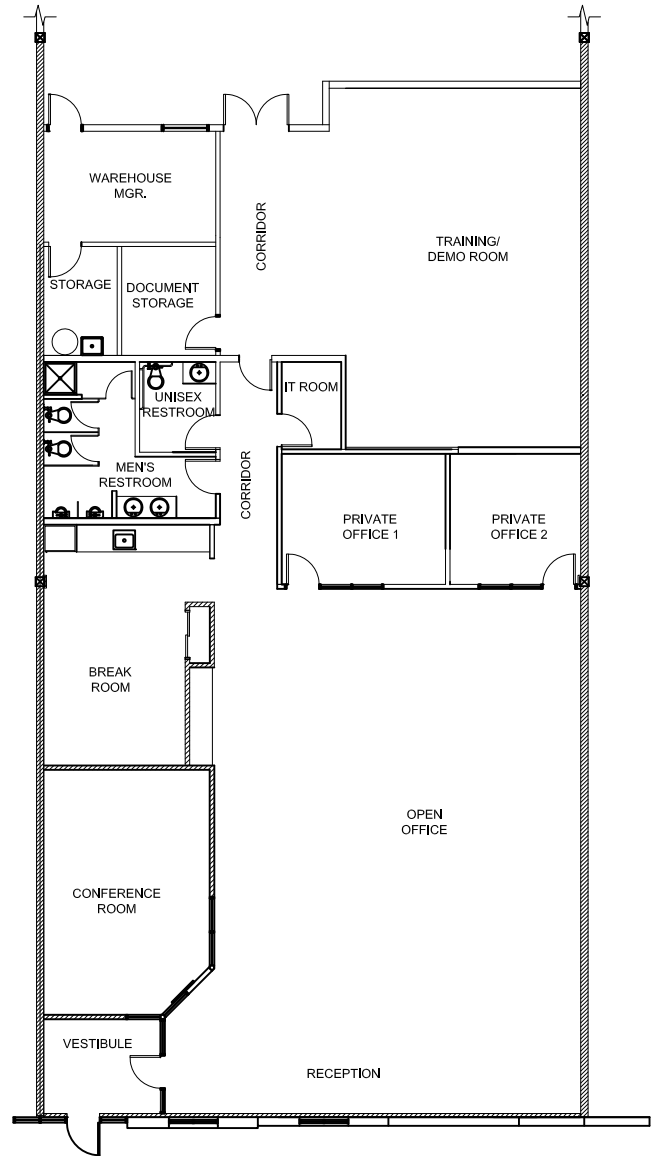 WAREHOUSE
MGR.
CORRIDOR
TRAINING/
DEMO ROOM
STORAGE
DOCUMENT
STORAGE
UNISEX
RESTROOM
IT ROOM
MEN'S
RESTROOM
CORRIDOR
PRIVATE
OFFICE 1
PRIVATE
OFFICE 2
BREAK
ROOM
OPEN
OFFICE
CONFERENCE
ROOM
VESTIBULE
RECEPTION